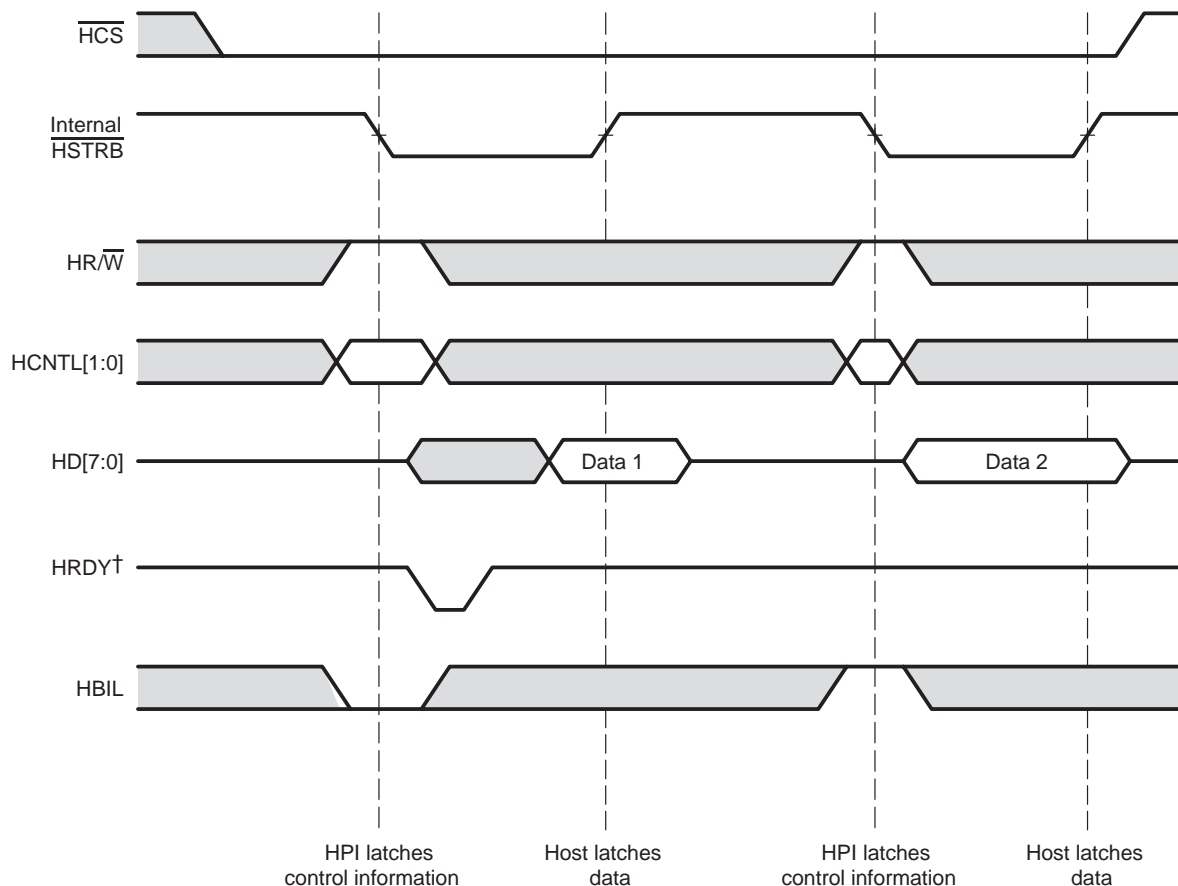 HCS
Internal
HSTRB
HR/W
HCNTL[1:0]
HD[7:0]
Data 1
Data 2
HRDY†
HBIL
HPI latches
control information
Host latches
data
HPI latches
control information
Host latches
data